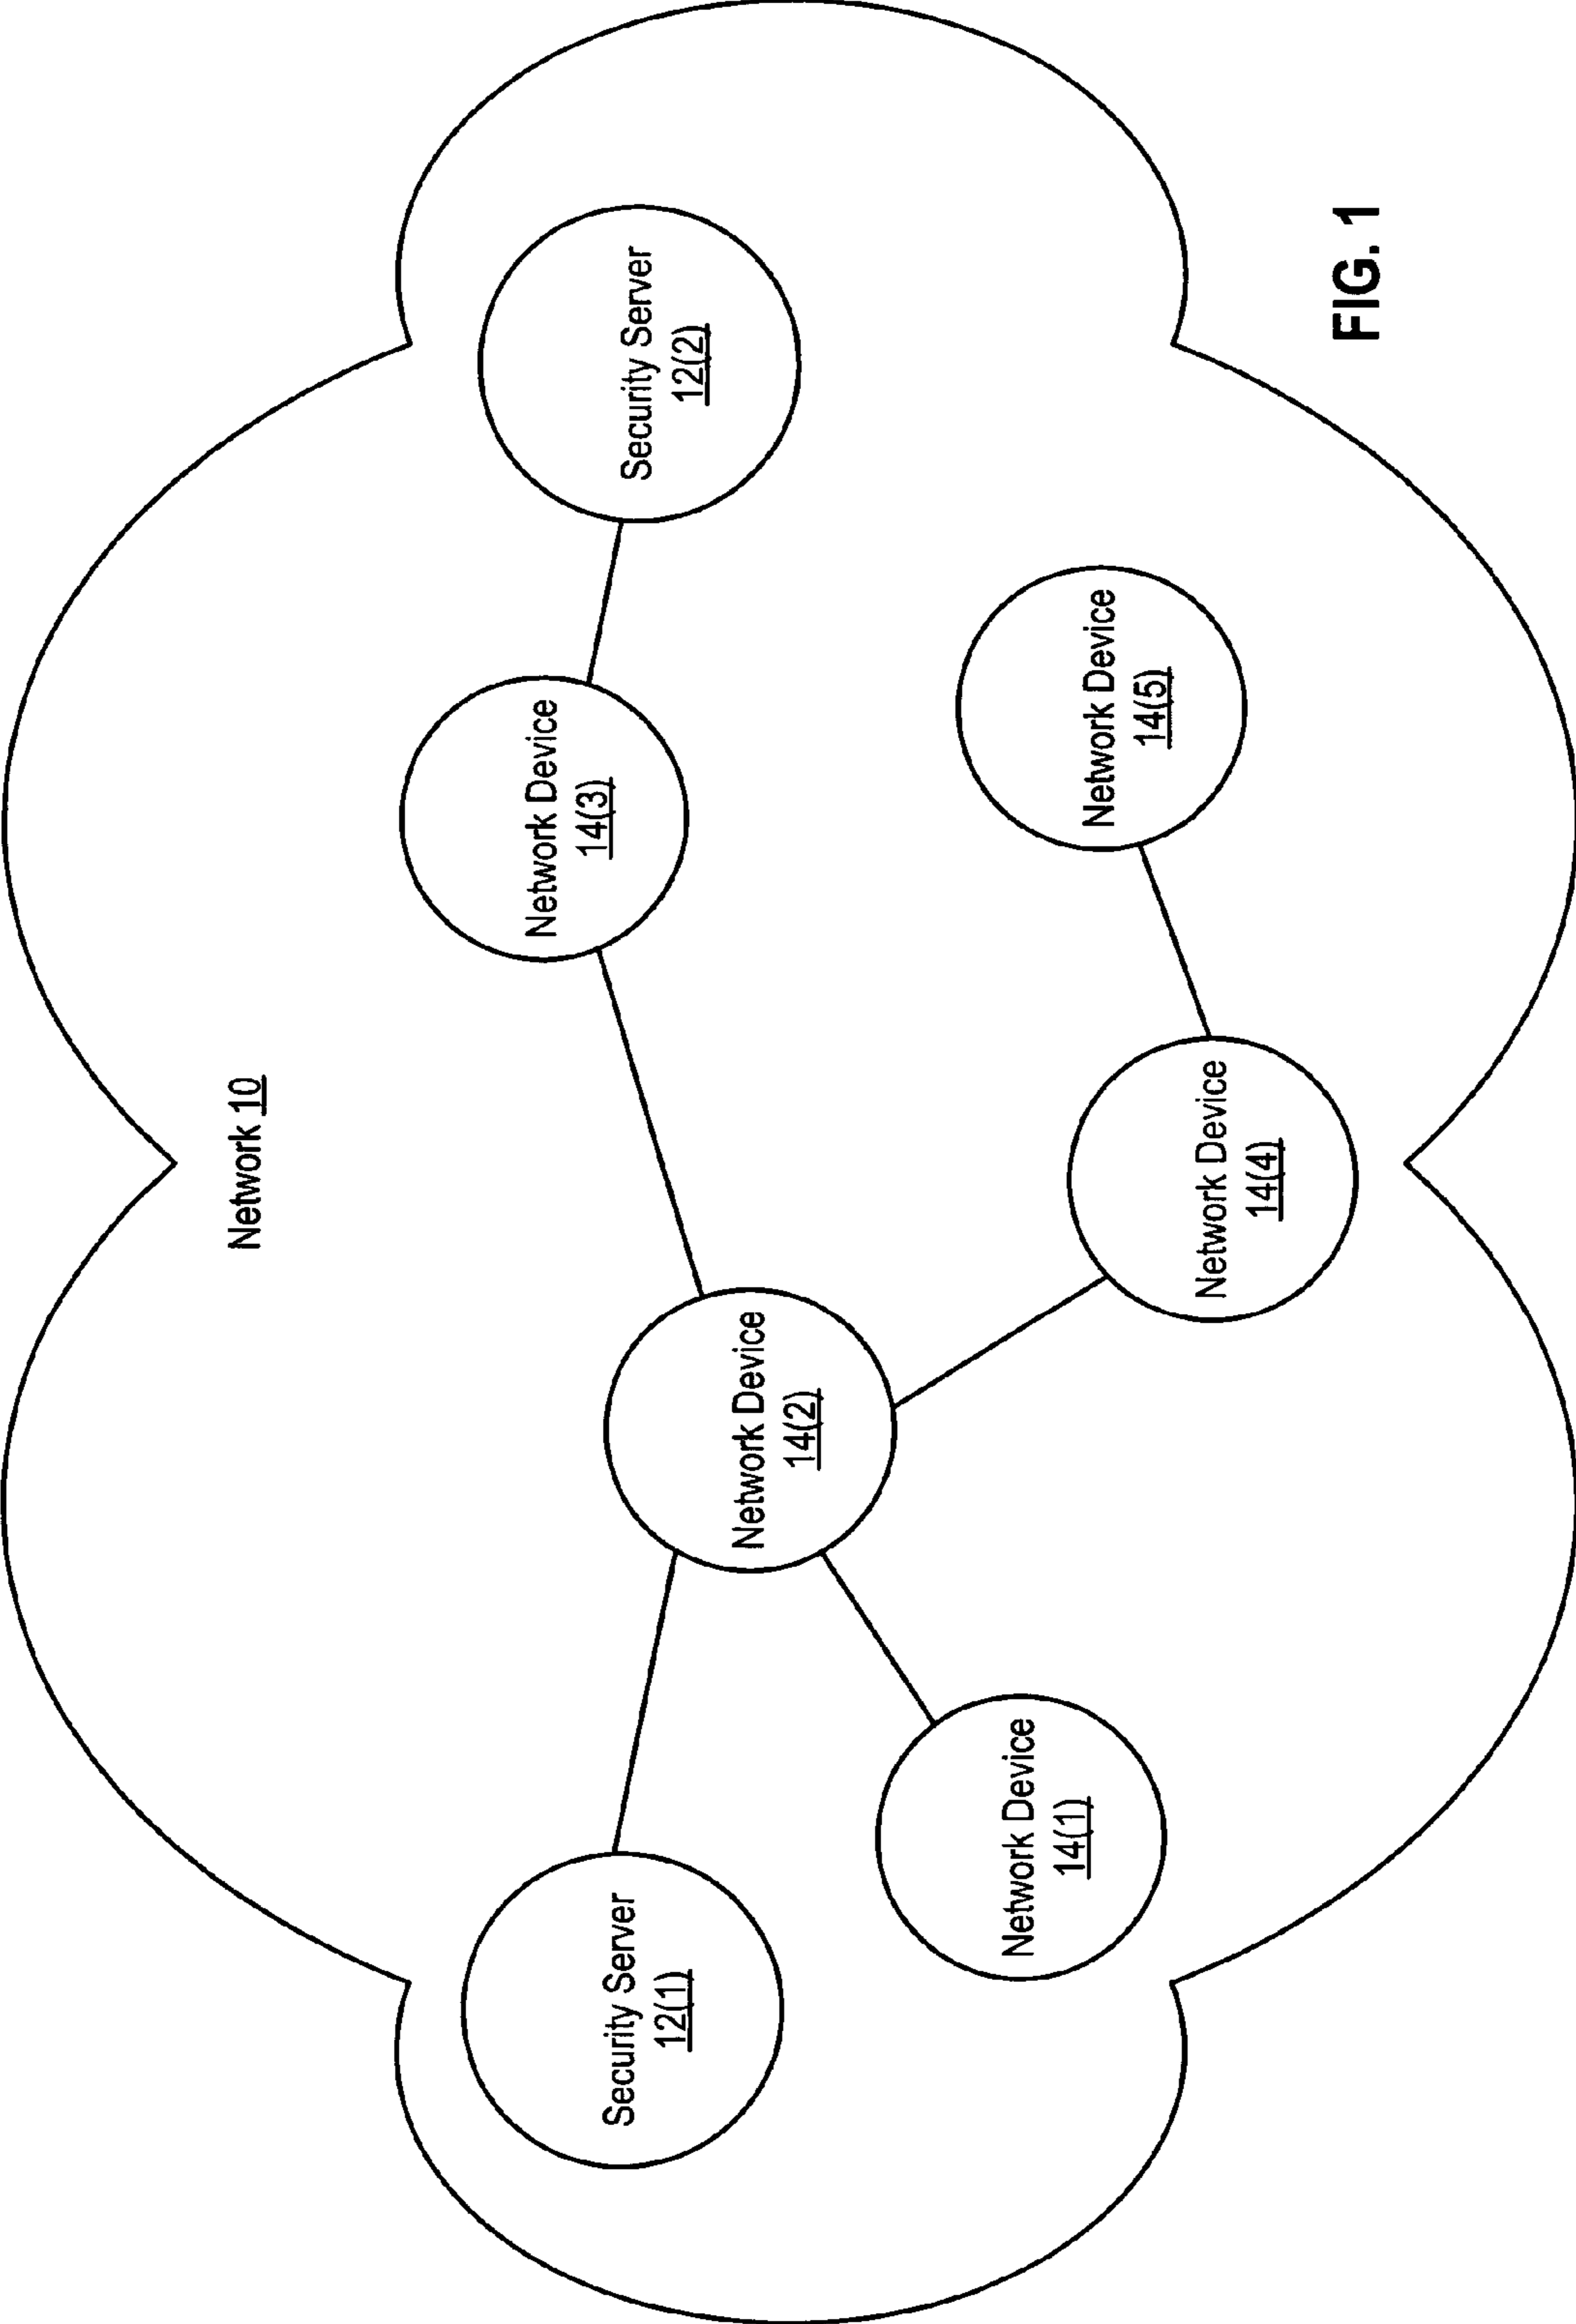 Network 10
Security Server
12(1)
Network Device
14(3)
Security Server
12(2)
Network Device
14(2)
Network Device
14(1)
Network Device
14(5)
Network Device
14(4)
FIG. 1